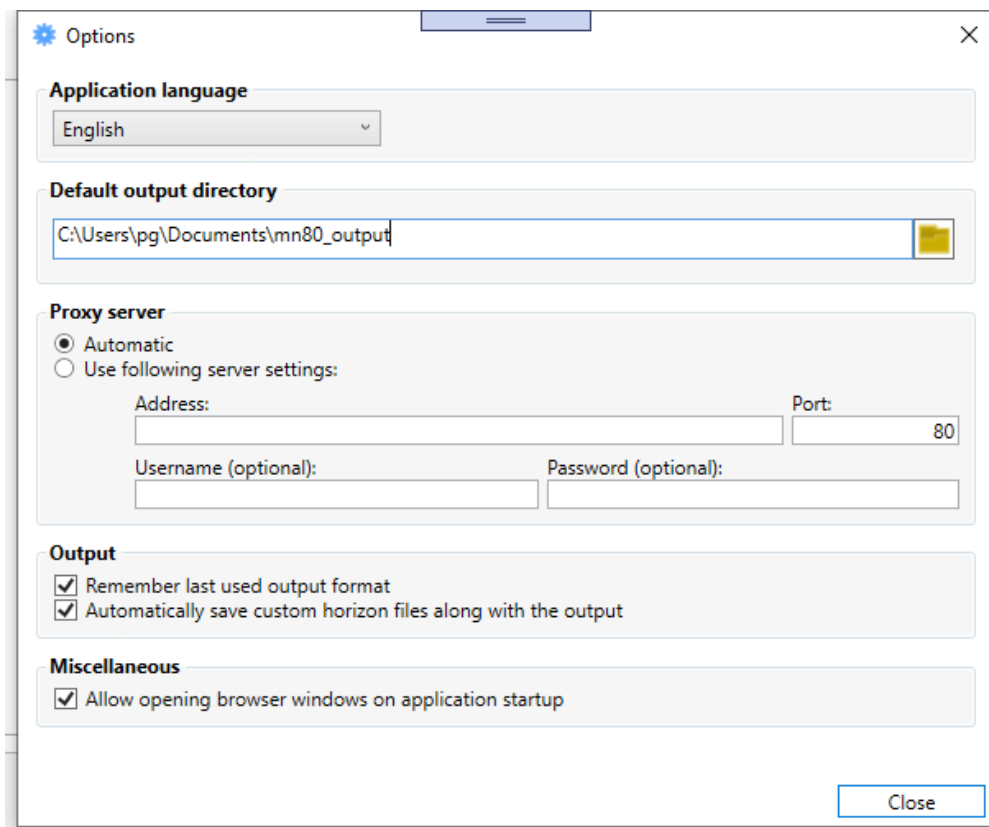 Options
Application language
English
Default output directory
C:\Users\pg\Documents\mn80_output
Proxy server
Automatic
Use following server settings:
Address: Port:
80
Username (optional): Password (optional):
Output
Remember last used output format
Automatically save custom horizon files along with the output
Miscellaneous
Allow opening browser windows on application startup
Close